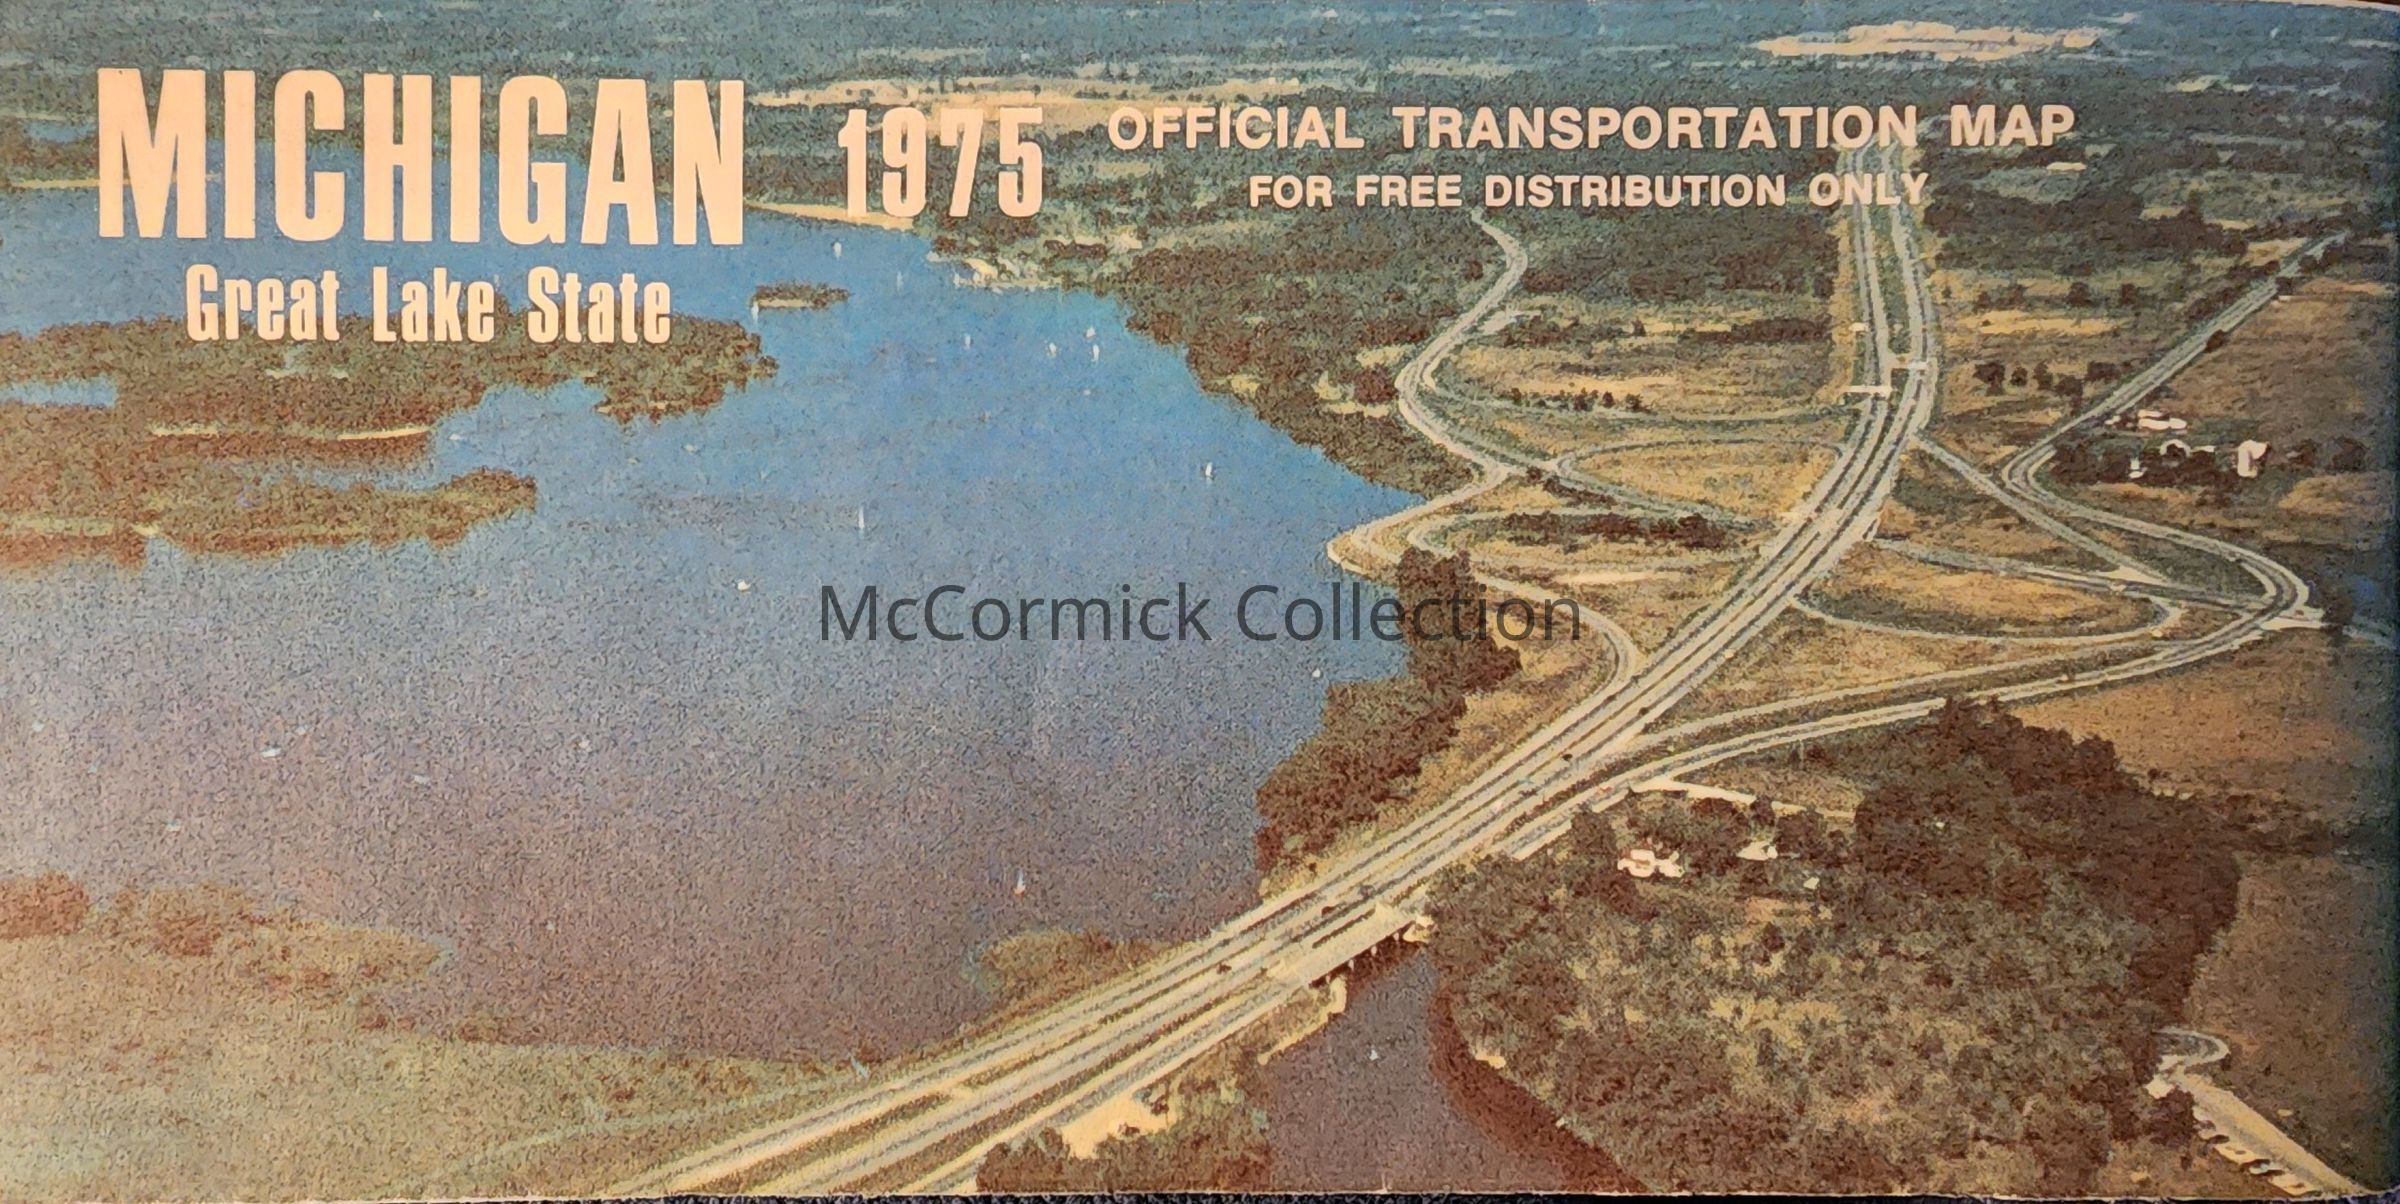 MICHIGAN
Great Lake State
1975
OFFICIAL TRANSPORTATION MAP
FOR FREE DISTRIBUTION ONLY
McCormick Collection